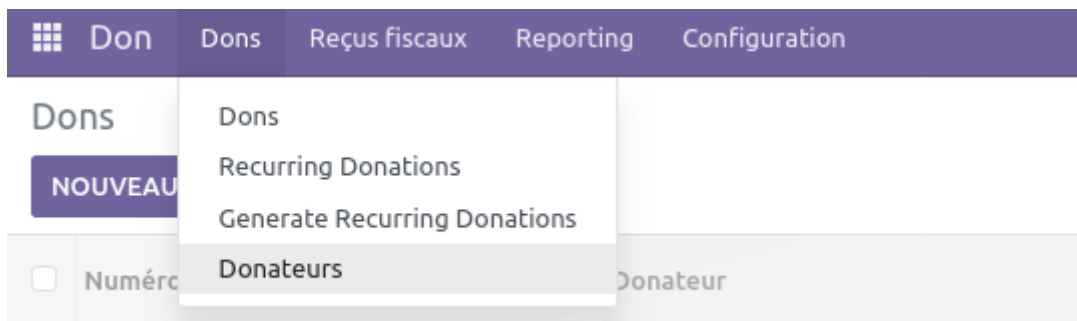 Don Dons Reçus fiscaux Reporting Configuration
Dons
NOUVEAU
Dons
Recurring Donations
Generate Recurring Donations
Donateurs
Donateur